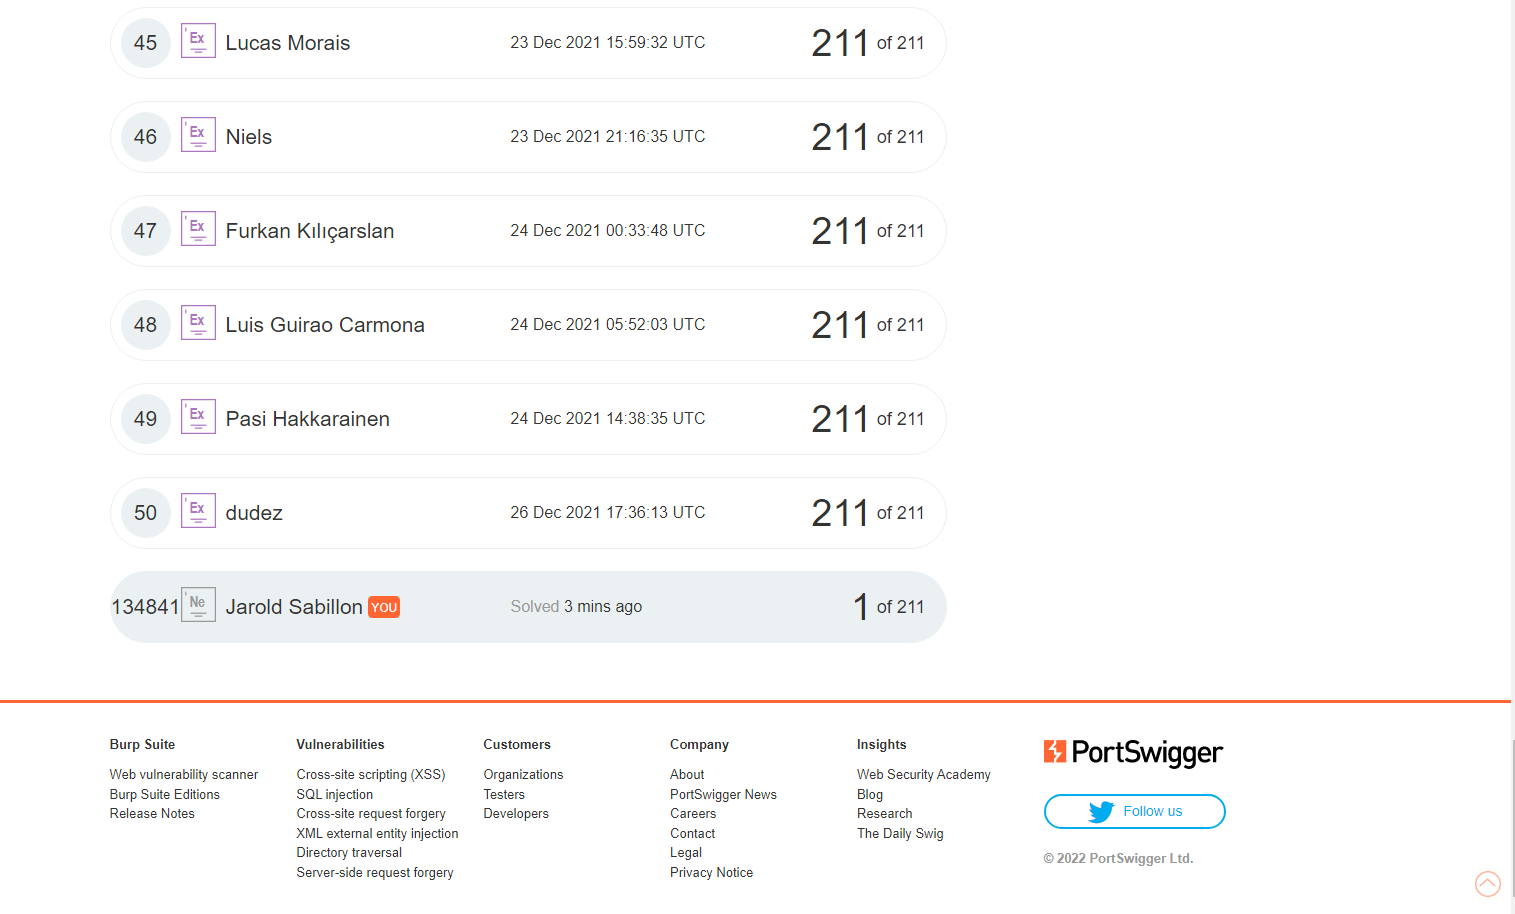 45 Ex Lucas Morais 23 Dec 2021 15:59:32 UTC 211 of 211
46 Ex Niels 23 Dec 2021 21:16:35 UTC 211 of 211
47 Ex Furkan Kılıçarslan 24 Dec 2021 00:33:48 UTC 211 of 211
48 Ex Luis Guirao Carmona 24 Dec 2021 05:52:03 UTC 211 of 211
49 Ex Pasi Hakkarainen 24 Dec 2021 14:38:35 UTC 211 of 211
50 Ex dudez 26 Dec 2021 17:36:13 UTC 211 of 211
134841 Ne Jarold Sabillon YOU Solved 3 mins ago 1 of 211
Burp Suite
Web vulnerability scanner
Burp Suite Editions
Release Notes
Vulnerabilities
Cross-site scripting (XSS)
SQL injection
Cross-site request forgery
XML external entity injection
Directory traversal
Server-side request forgery
Customers
Organizations
Testers
Developers
Company
About
PortSwigger News
Careers
Contact
Legal
Privacy Notice
Insights
Web Security Academy
Blog
Research
The Daily Swig
PortSwigger
Follow us
© 2022 PortSwigger Ltd.